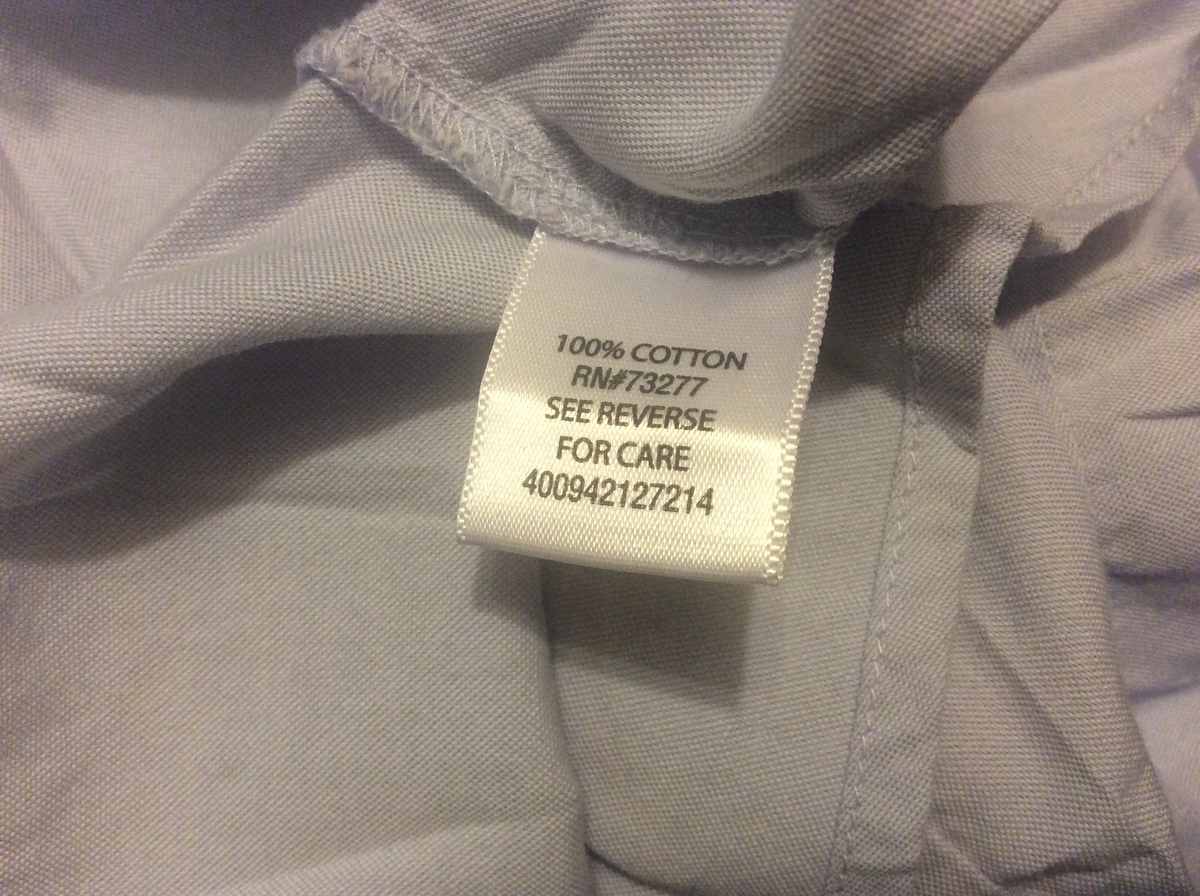 100% COTTON
RN#73277
SEE REVERSE
FOR CARE
400942127214